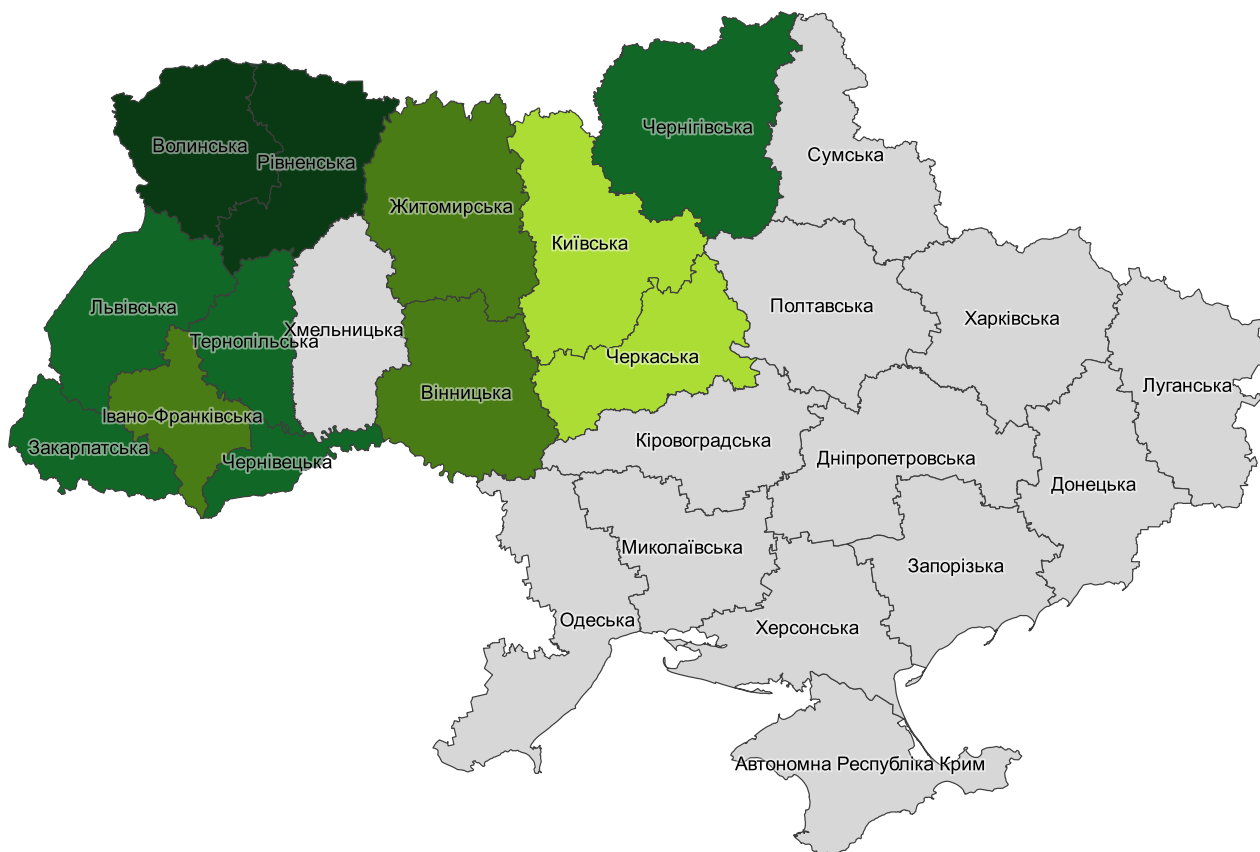 Волинська
Рівненська
Чернігівська
Сумська
Житомирська
Київська
Львівська
Тернопільська
Хмельницька
Полтавська
Харківська
Черкаська
Вінницька
Луганська
Івано-Франківська
Закарпатська
Чернівецька
Кіровоградська
Дніпропетровська
Донецька
Миколаївська
Запорізька
Одеська
Херсонська
Автономна Республіка Крим